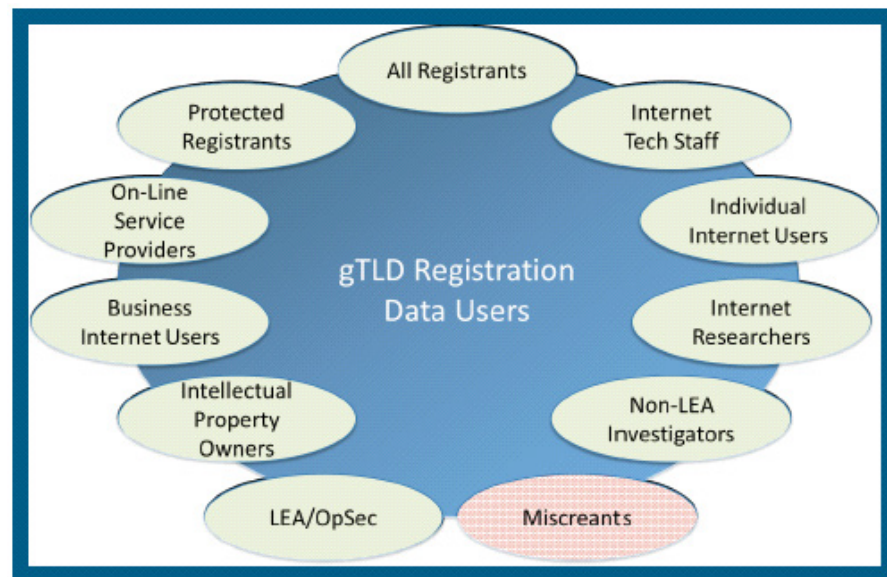 All Registrants
Protected
Registrants
Internet
Tech Staff
On-Line
Service
Providers
Individual
Internet Users
gTLD Registration
Data Users
Business
Internet Users
Internet
Researchers
Intellectual
Property
Owners
Non-LEA
Investigators
LEA/OpSec
Miscreants